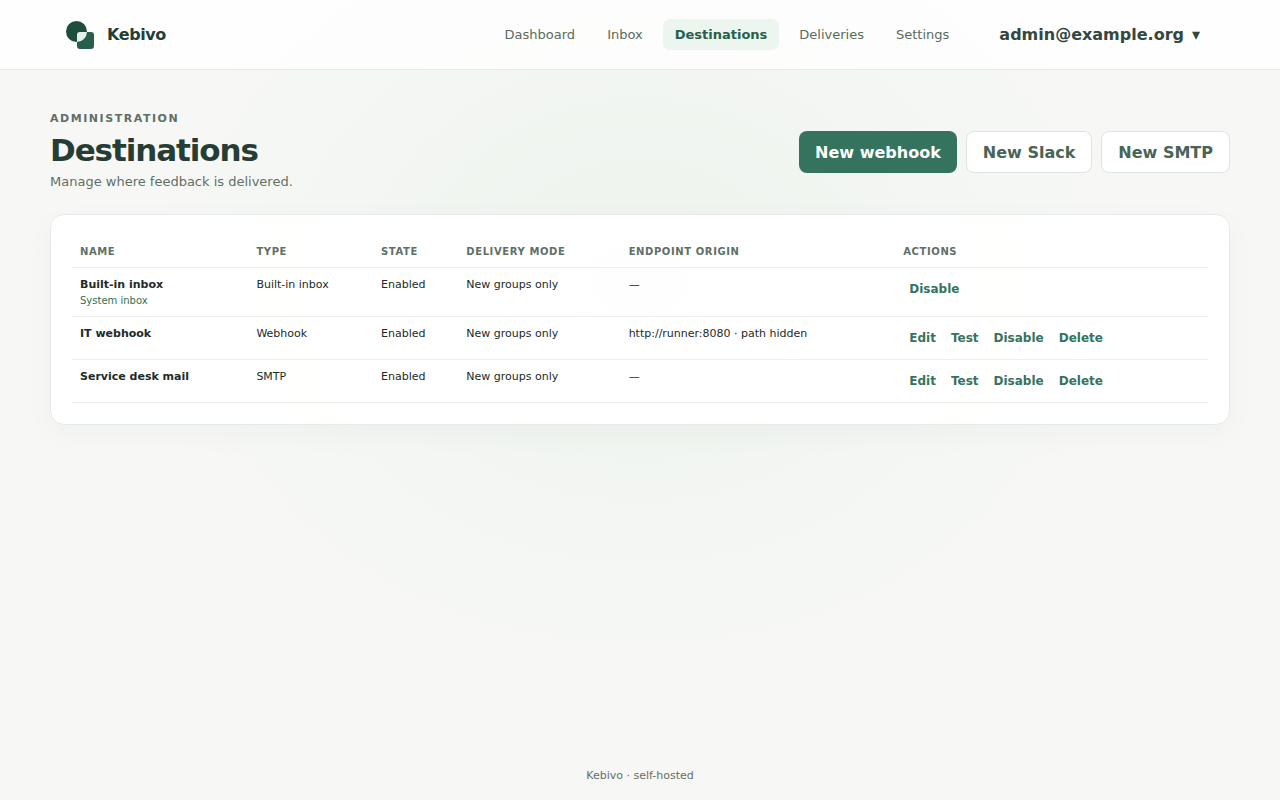 Kebivo
Dashboard Inbox Destinations Deliveries Settings admin@example.org ▼
ADMINISTRATION
Destinations
Manage where feedback is delivered.
New webhook New Slack New SMTP
NAME TYPE STATE DELIVERY MODE ENDPOINT ORIGIN ACTIONS
Built-in inbox Built-in inbox Enabled New groups only — Disable
System inbox
IT webhook Webhook Enabled New groups only http://runner:8080 · path hidden Edit Test Disable Delete
Service desk mail SMTP Enabled New groups only — Edit Test Disable Delete
Kebivo · self-hosted